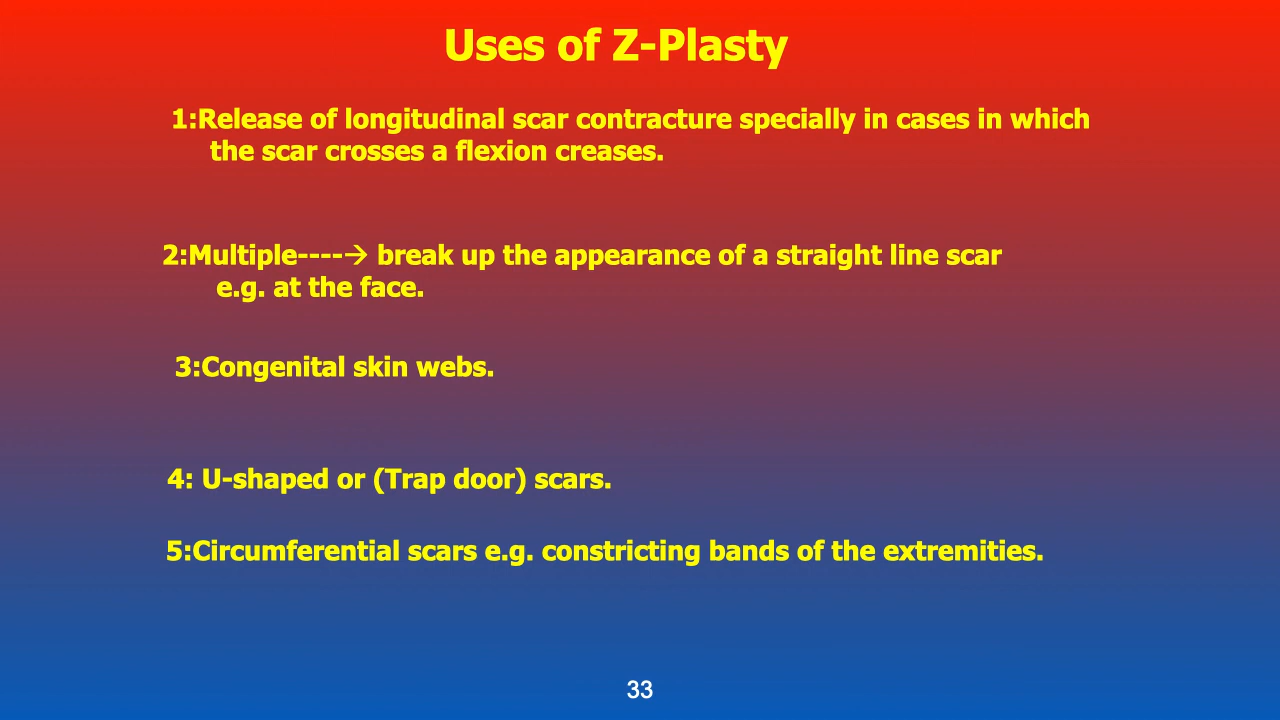 Uses of Z-Plasty
1:Release of longitudinal scar contracture specially in cases in which
the scar crosses a flexion creases.
2:Multiple----→ break up the appearance of a straight line scar
e.g. at the face.
3:Congenital skin webs.
4: U-shaped or (Trap door) scars.
5:Circumferential scars e.g. constricting bands of the extremities.
33